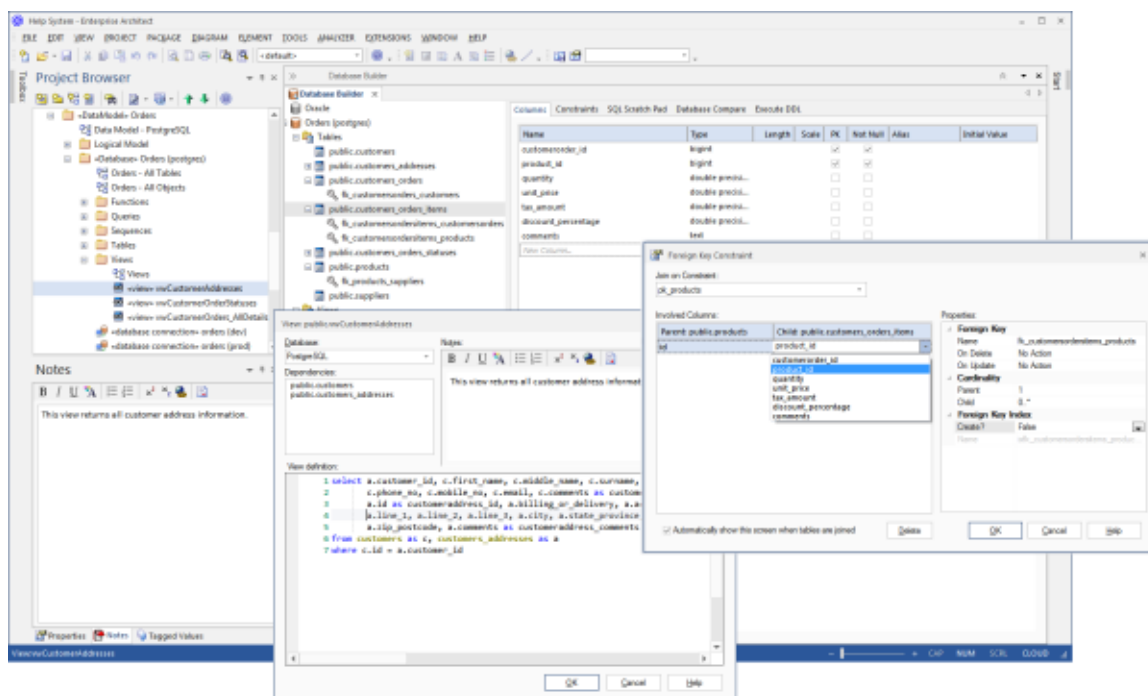 Help System - Enterprise Architect
FILE EDIT VIEW PROJECT PACKAGE DIAGRAM ELEMENT TOOLS ANALYZER EXTENSIONS WINDOW HELP
<default>
Toolbox
Project Browser
«DataModel» Orders
Data Model - PostgreSQL
Logical Model
«Database» Orders (postgres)
Orders - All Tables
Orders - All Objects
Functions
Queries
Sequences
Tables
Views
Views
«view» vwCustomerAddresses
«view» vwCustomerOrderStatuses
«view» vwCustomerOrders_AllDetails
«database connection» orders (dev)
«database connection» orders (prod)
Notes
B I U
This view returns all customer address information.
Properties Notes Tagged Values
View:vwCustomerAddresses
CAP NUM SCRL CLOUD
Database Builder
Start
Database Builder
Oracle
Orders (postgres)
Tables
public.customers
public.customers_addresses
public.customers_orders
fk_customersorders_customers
public.customers_orders_items
fk_customersordersitems_customersorders
fk_customersordersitems_products
public.customers_orders_statuses
public.products
fk_products_suppliers
public.suppliers
Columns Constraints SQL Scratch Pad Database Compare Execute DDL
Name Type Length Scale PK Not Null Alias Initial Value
customerorder_id bigint
product_id bigint
quantity double precisi...
unit_price double precisi...
tax_amount double precisi...
discount_percentage double precisi...
comments text
New Column...
View: public.vwCustomerAddresses
Database:
PostgreSQL
Dependencies:
public.customers
public.customers_addresses
Notes:
B I U
This view returns all customer address informat
View definition:
1 select a.customer_id, c.first_name, c.middle_name, c.surname,
2 c.phone_no, c.mobile_no, c.email, c.comments as custome
3 a.id as customeraddress_id, a.billing_or_delivery, a.a
4 a.line_1, a.line_2, a.line_3, a.city, a.state_province
5 a.zip_postcode, a.comments as customeraddress_comments
6 from customers as c, customers_addresses as a
7 where c.id = a.customer_id
OK Cancel Help
Foreign Key Constraint
Join on Constraint:
pk_products
Involved Columns:
Parent: public.products Child: public.customers_orders_items
id product_id
customerorder_id
product_id
quantity
unit_price
tax_amount
discount_percentage
comments
Properties:
Foreign Key
Name fk_customersordersitems_products
On Delete No Action
On Update No Action
Cardinality
Parent 1
Child 0..*
Foreign Key Index
Create? False
Name
Automatically show this screen when tables are joined
Delete OK Cancel Help